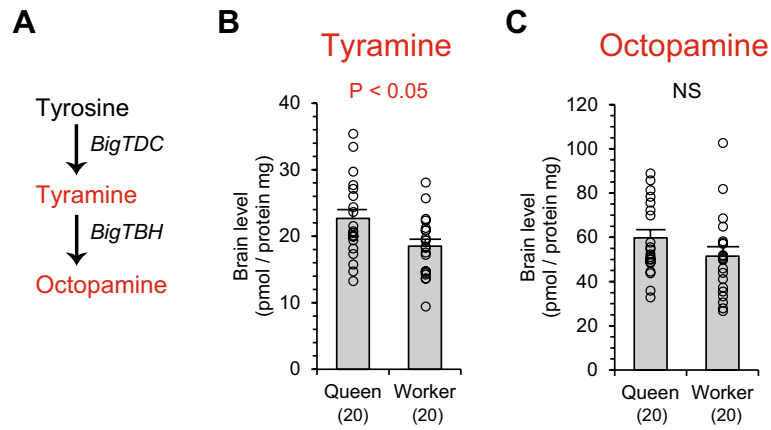 A
Tyrosine
BigTDC
Tyramine
BigTBH
Octopamine
B
Tyramine
P < 0.05
Brain level
(pmol / protein mg)
40
30
20
10
0
Queen
(20)
Worker
(20)
C
Octopamine
NS
Brain level
(pmol / protein mg)
120
100
80
60
40
20
0
Queen
(20)
Worker
(20)